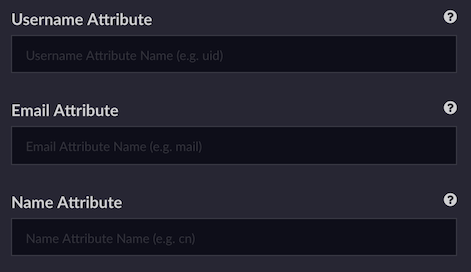 Username Attribute
Username Attribute Name (e.g. uid)
Email Attribute
Email Attribute Name (e.g. mail)
Name Attribute
Name Attribute Name (e.g. cn)